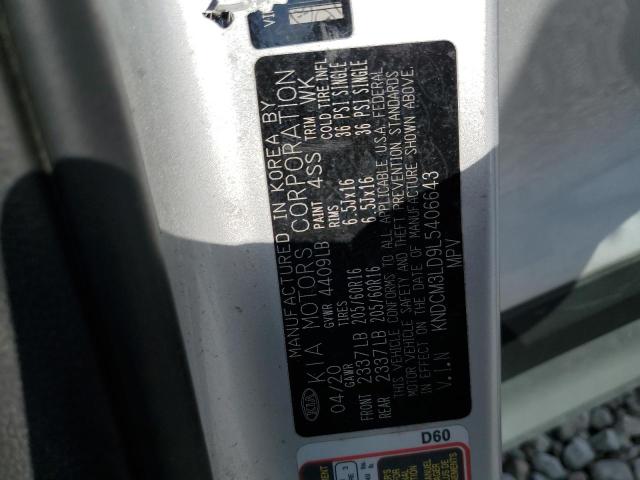 VI
MANUFACTURED IN KOREA BY
KIA MOTORS CORPORATION
04/20 GVWR 4409LB PAINT 4SS TRIM WK
GAWR TIRES RIMS COLD TIRE INFL
FRONT 2337LB 205/60R16 6.5Jx16 36 PSI SINGLE
REAR 2337LB 205/60R16 6.5Jx16 36 PSI SINGLE
THIS VEHICLE CONFORMS TO ALL APPLICABLE U.S.A. FEDERAL
MOTOR VEHICLE SAFETY AND THEFT PREVENTION STANDARDS
IN EFFECT ON THE DATE OF MANUFACTURE SHOWN ABOVE
V.I.N KNDCM3LD9L5406643
MPV
KIA
D60